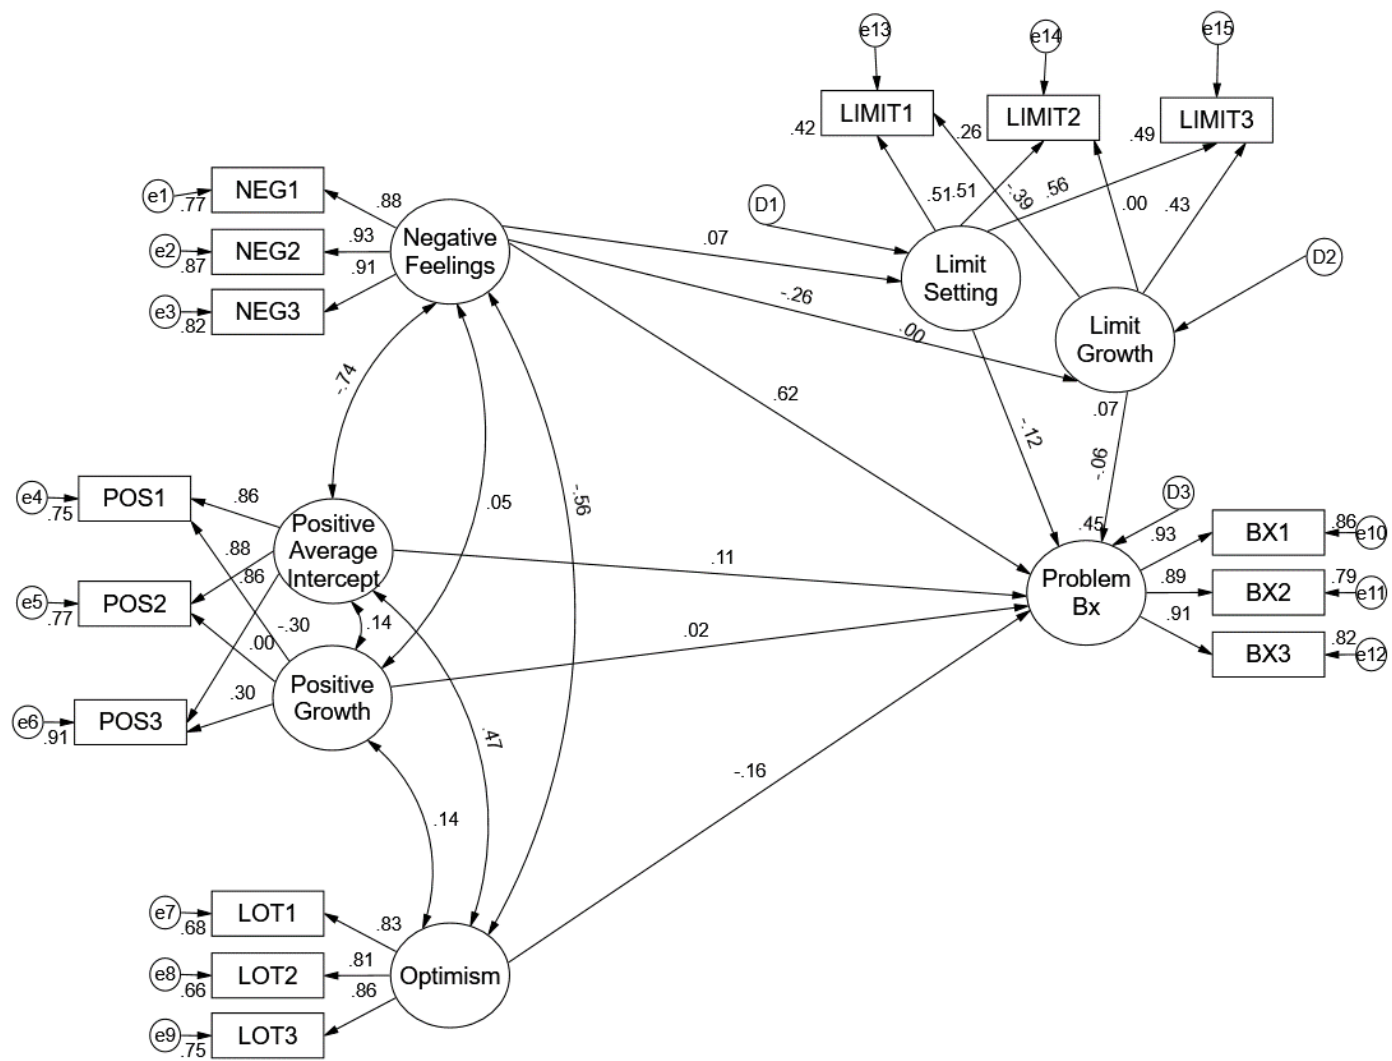 e13
e14
e15
LIMIT1
LIMIT2
LIMIT3
.42
.26
.49
e1
.77
NEG1
.88
e2
.87
NEG2
.93
e3
.82
NEG3
.91
Negative
Feelings
D1
.07
.51
.51
-.39
.56
.00
.43
Limit
Setting
D2
-.26
.00
Limit
Growth
-.74
.62
.07
-.12
-.06
e4
.75
POS1
.86
Positive
Average
Intercept
.05
-.56
D3
.45
.93
BX1
.86
e10
.88
.86
.11
Problem
Bx
.89
BX2
.79
e11
e5
.77
POS2
.00
-.30
.14
.02
.91
BX3
.82
e12
e6
.91
POS3
.30
Positive
Growth
.47
-.16
.14
e7
.68
LOT1
.83
e8
.66
LOT2
.81
e9
.75
LOT3
.86
Optimism